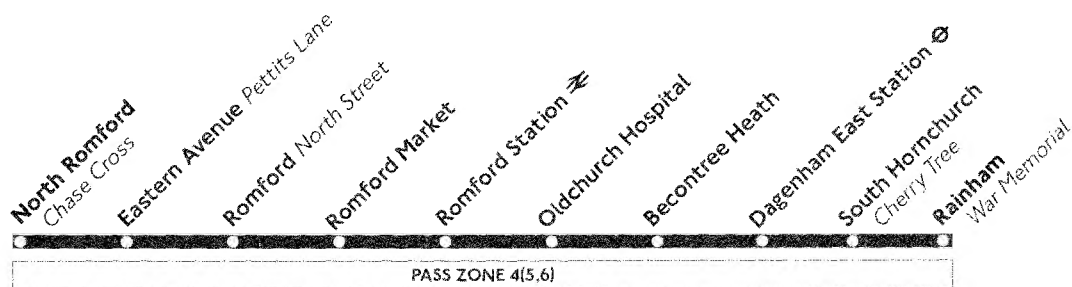 North Romford
Chase Cross
Eastern Avenue Pettits Lane
Romford North Street
Romford Market
Romford Station
Oldchurch Hospital
Becontree Heath
Dagenham East Station
South Hornchurch
Cherry Tree
Rainham
War Memorial
PASS ZONE 4(5,6)